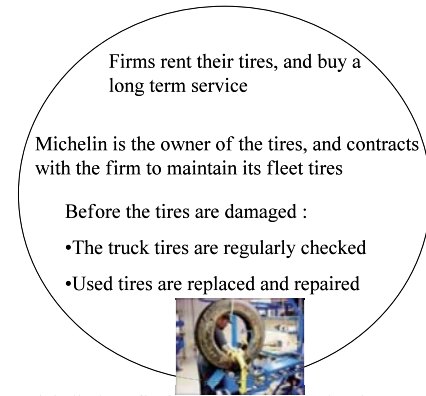 Firms rent their tires, and buy a
long term service
Michelin is the owner of the tires, and contracts
with the firm to maintain its fleet tires
Before the tires are damaged :
•The truck tires are regularly checked
•Used tires are replaced and repaired